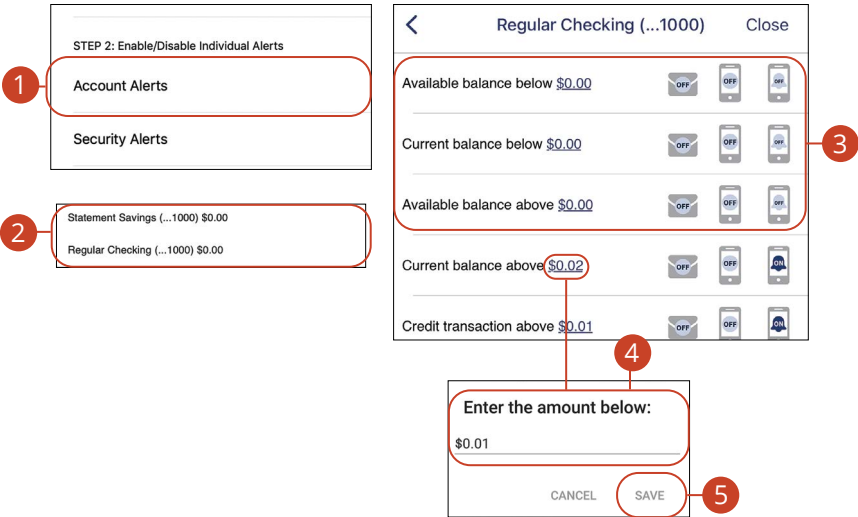 STEP 2: Enable/Disable Individual Alerts
1
Account Alerts
Security Alerts
2
Statement Savings (...1000) $0.00
Regular Checking (...1000) $0.00
Regular Checking (...1000) Close
Available balance below $0.00 OFF OFF OFF
Current balance below $0.00 OFF OFF OFF
3
Available balance above $0.00 OFF OFF OFF
Current balance above $0.02 OFF OFF ON
Credit transaction above $0.01 OFF OFF ON
4
Enter the amount below:
$0.01
CANCEL SAVE
5